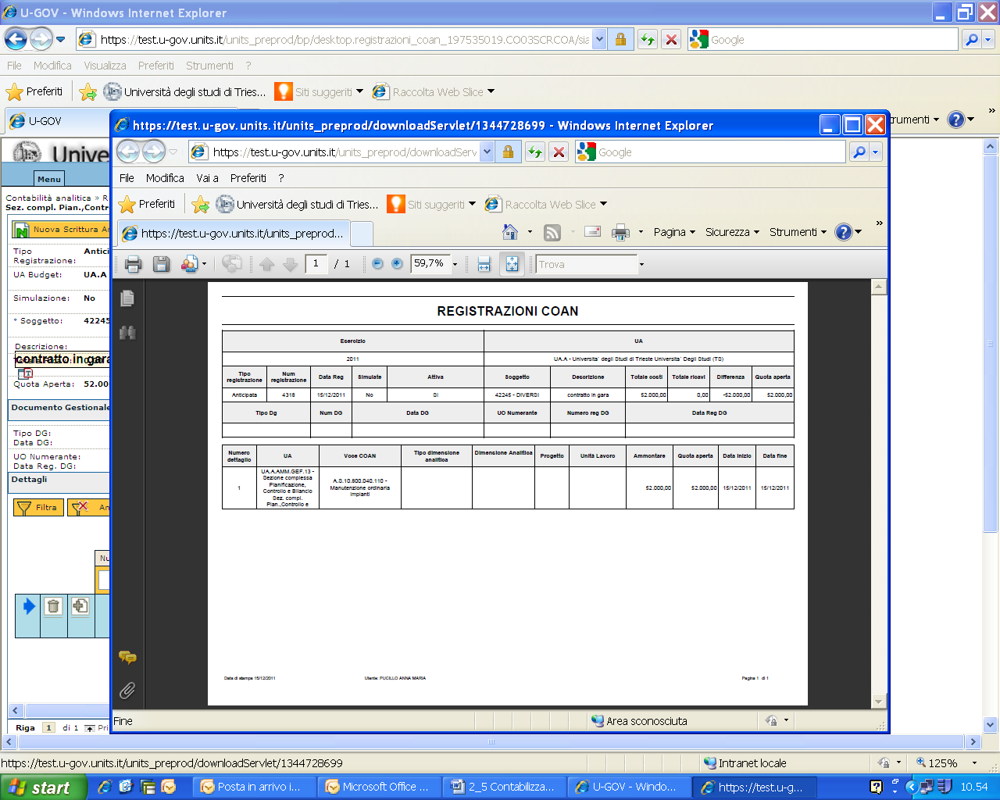 U-GOV - Windows Internet Explorer
https://test.u-gov.units.it/units_preprod/bp/desktop.registrazioni_coan_197535019.CO03SCRCOA/sia
Google
File Modifica Visualizza Preferiti Strumenti ?
Preferiti Università degli studi di Tries... Siti suggeriti Raccolta Web Slice
U-GOV
Menu
Contabilità analitica »
Sez. compl. Pian.,Contr
Nuova Scrittura
Tipo Registrazione: Antici
UA Budget: UA.A
Simulazione: No
* Soggetto: 42245
Descrizione:
contratto in gara
Quota Aperta: 52.00
Documento Gestionale
Tipo DG:
Data DG:
UO Numerante:
Data Reg. DG:
Dettagli
Filtra An
Nu
Riga 1 di 1 Pri
https://test.u-gov.units.it/units_preprod/downloadServlet/1344728699 - Windows Internet Explorer
https://test.u-gov.units.it/units_preprod/downloadServ
Google
File Modifica Vai a Preferiti ?
Preferiti Università degli studi di Tries... Siti suggeriti Raccolta Web Slice
https://test.u-gov.units.it/units_preprod...
Pagina Sicurezza Strumenti
rumenti
1 / 1 59,7% Trova
REGISTRAZIONI COAN
Esercizio UA
2011 UA.A - Universita` degli Studi di Trieste Universita` Degli Studi (TS)
Tipo registrazione Num registrazione Data Reg Simulate Attiva Soggetto Descrizione Totale costi Totale ricavi Differenza Quota aperta
Anticipata 4318 15/12/2011 No SI 42245 - DIVERSI contratto in gara 52.000,00 0,00 -52.000,00 52.000,00
Tipo Dg Num DG Data DG UO Numerante Numero reg DG Data Reg DG
Numero dettaglio UA Voce COAN Tipo dimensione analitica Dimensione Analitica Progetto Unità Lavoro Ammontare Quota aperta Data inizio Data fine
1 UA.A.AMM.GEF.13 - Sezione complessa Pianificazione, Controllo e Bilancio Sez. compl. Pian.,Controllo e A.S.10.800.040.110 - Manutenzione ordinaria impianti 52.000,00 52.000,00 15/12/2011 15/12/2011
Data di stampa 15/12/2011 Utente: PUCILLO ANNA MARIA Pagina 1 di 1
Fine Area sconosciuta
https://test.u-gov.units.it/units_preprod/downloadServlet/1344728699 Intranet locale 125%
start Posta in arrivo i... Microsoft Office ... 2_5 Contabilizza... U-GOV - Windo... https://test.u-g... 10.54